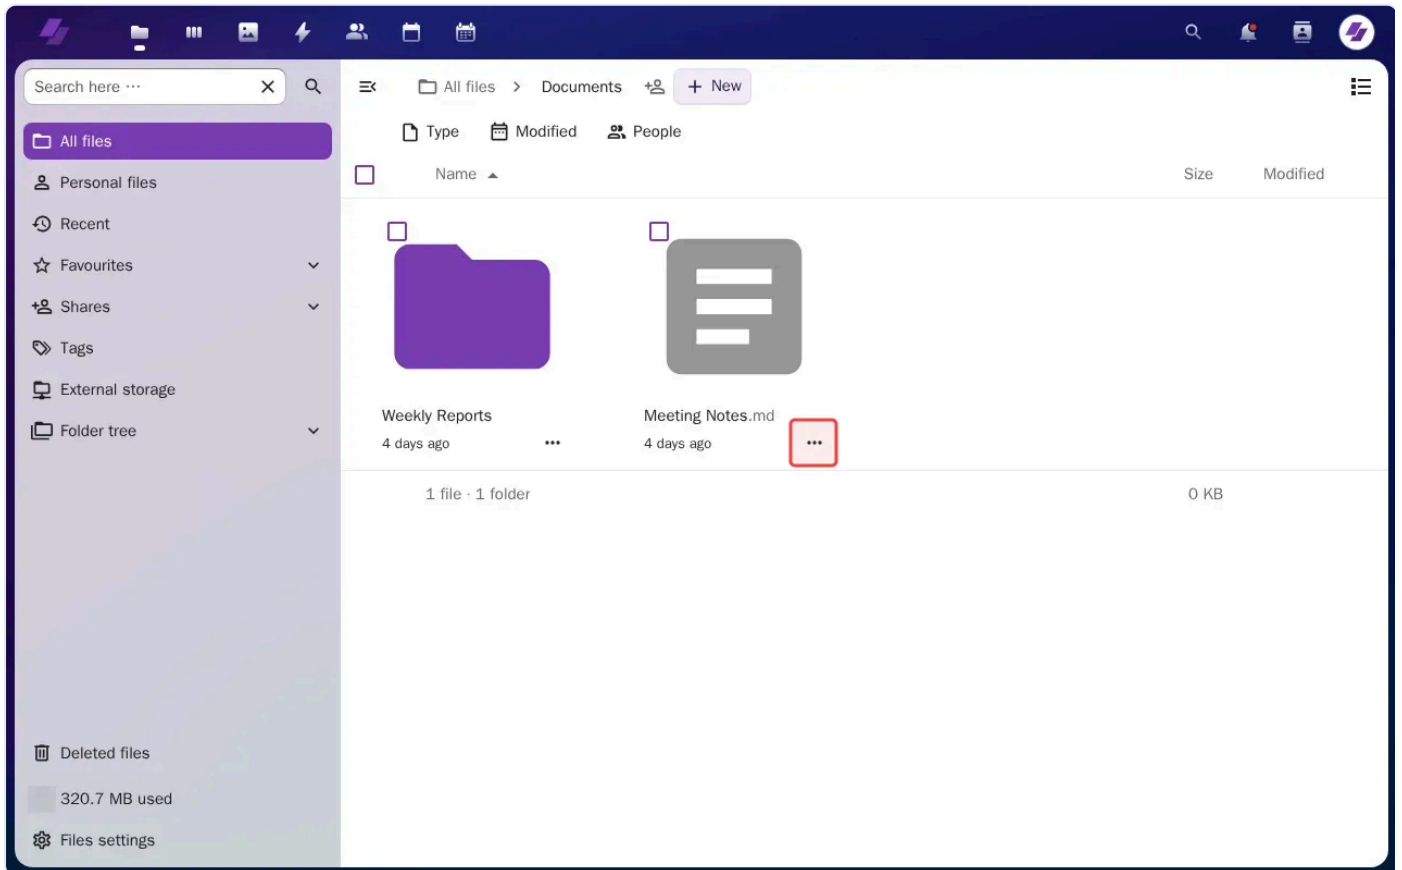 Search here ···
All files
Personal files
Recent
Favourites
Shares
Tags
External storage
Folder tree
Deleted files
320.7 MB used
Files settings
All files > Documents + New
Type Modified People
Name Size Modified
Weekly Reports
4 days ago ···
Meeting Notes.md
4 days ago ···
1 file · 1 folder 0 KB